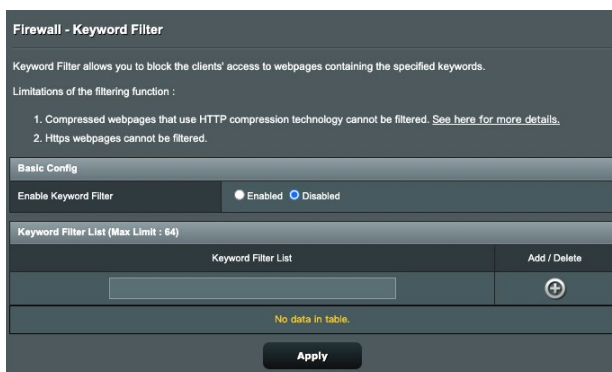 Firewall - Keyword Filter
Keyword Filter allows you to block the clients' access to webpages containing the specified keywords.
Limitations of the filtering function :
1. Compressed webpages that use HTTP compression technology cannot be filtered. See here for more details.
2. Https webpages cannot be filtered.
Basic Config
Enable Keyword Filter Enabled Disabled
Keyword Filter List (Max Limit : 64)
Keyword Filter List Add / Delete
No data in table.
Apply